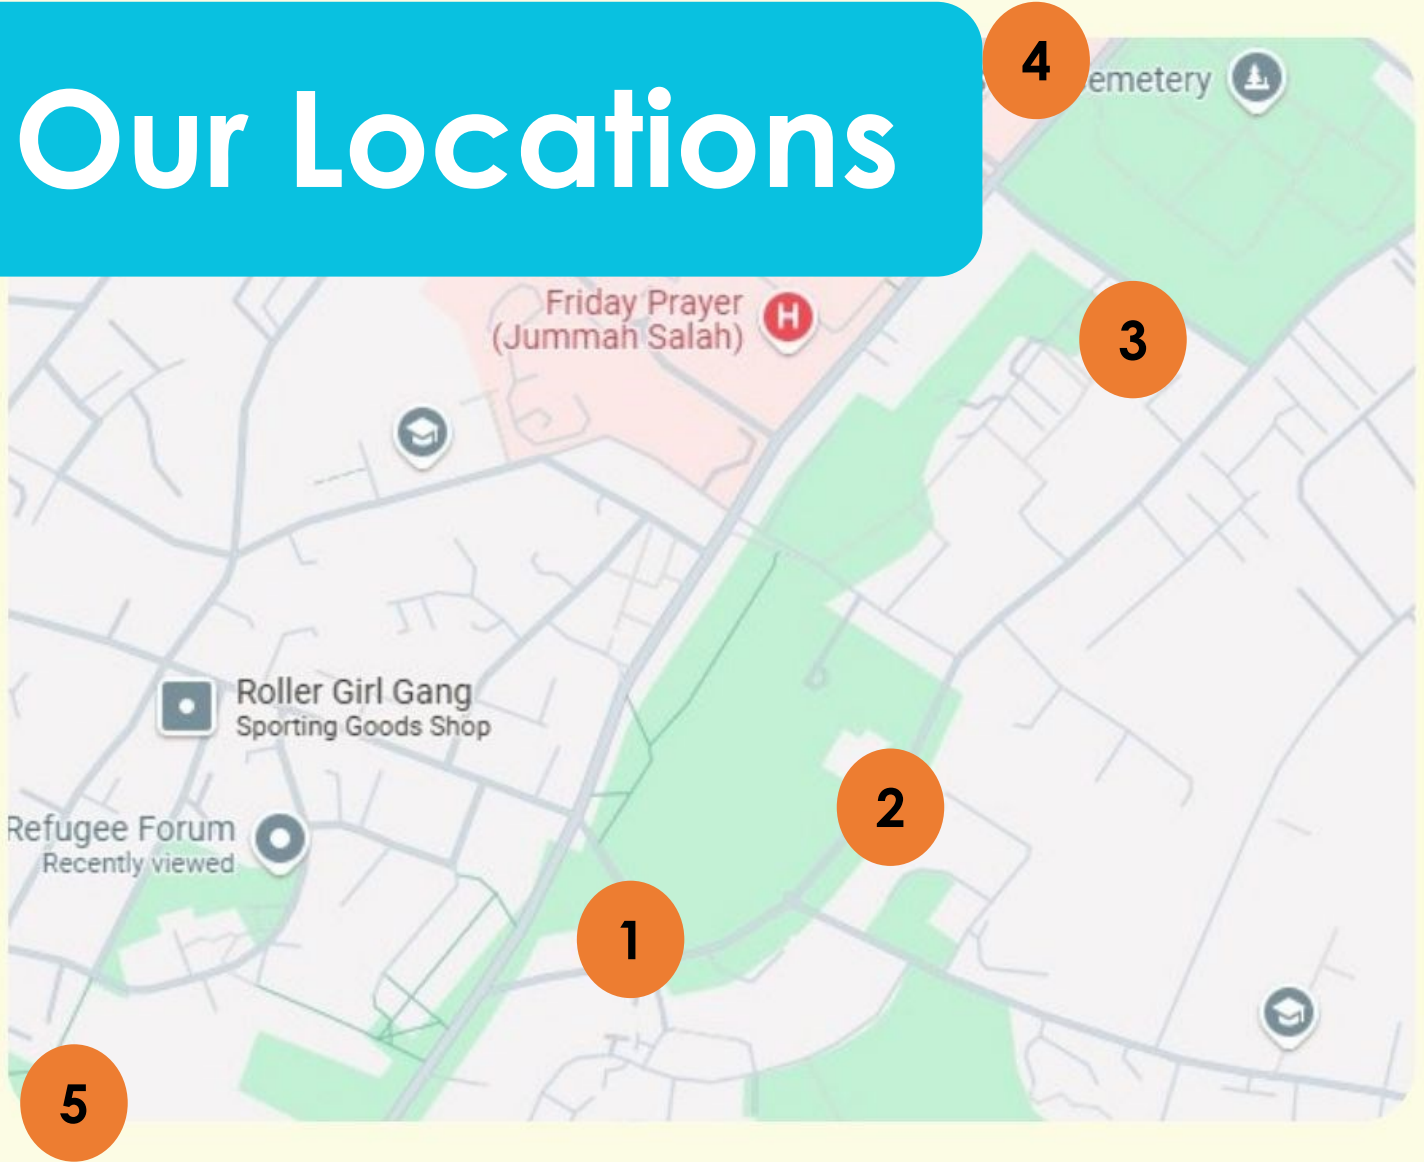 Our Locations
4
emetery
Friday Prayer
(Jummah Salah)
H
3
Roller Girl Gang
Sporting Goods Shop
2
Refugee Forum
Recently viewed
1
5